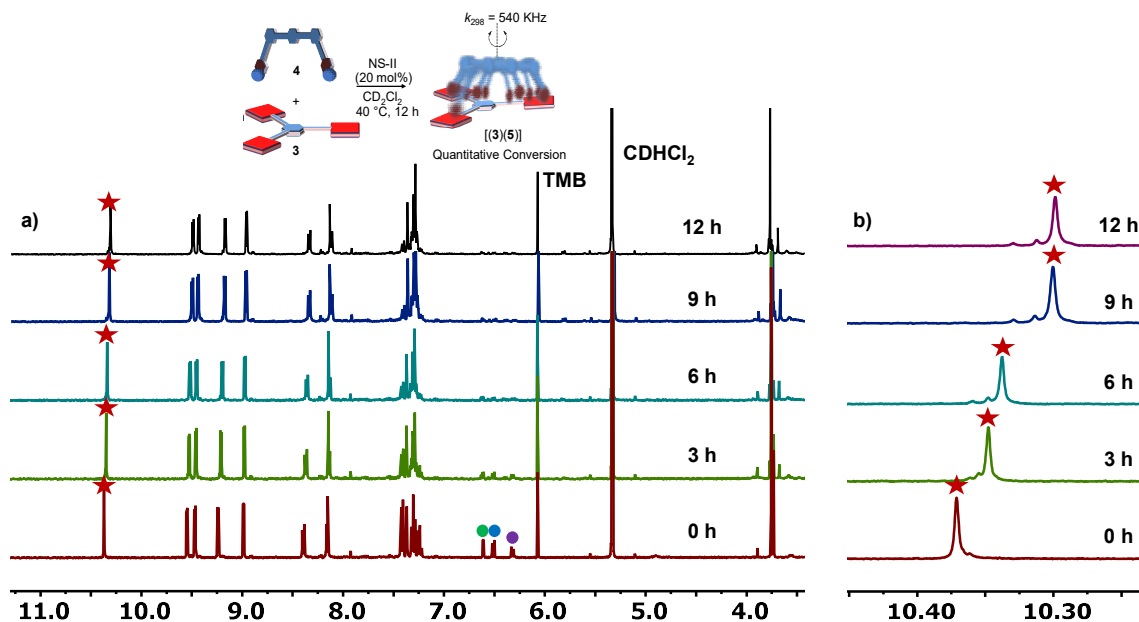 k298 = 540 KHz
4
NS-II
(20 mol%)
CD2Cl2
40 °C, 12 h
+
3
[(3)(5)]
Quantitative Conversion
a)
TMB
CDHCl2
12 h
9 h
6 h
3 h
0 h
11.0 10.0 9.0 8.0 7.0 6.0 5.0 4.0
b)
12 h
9 h
6 h
3 h
0 h
10.40 10.30